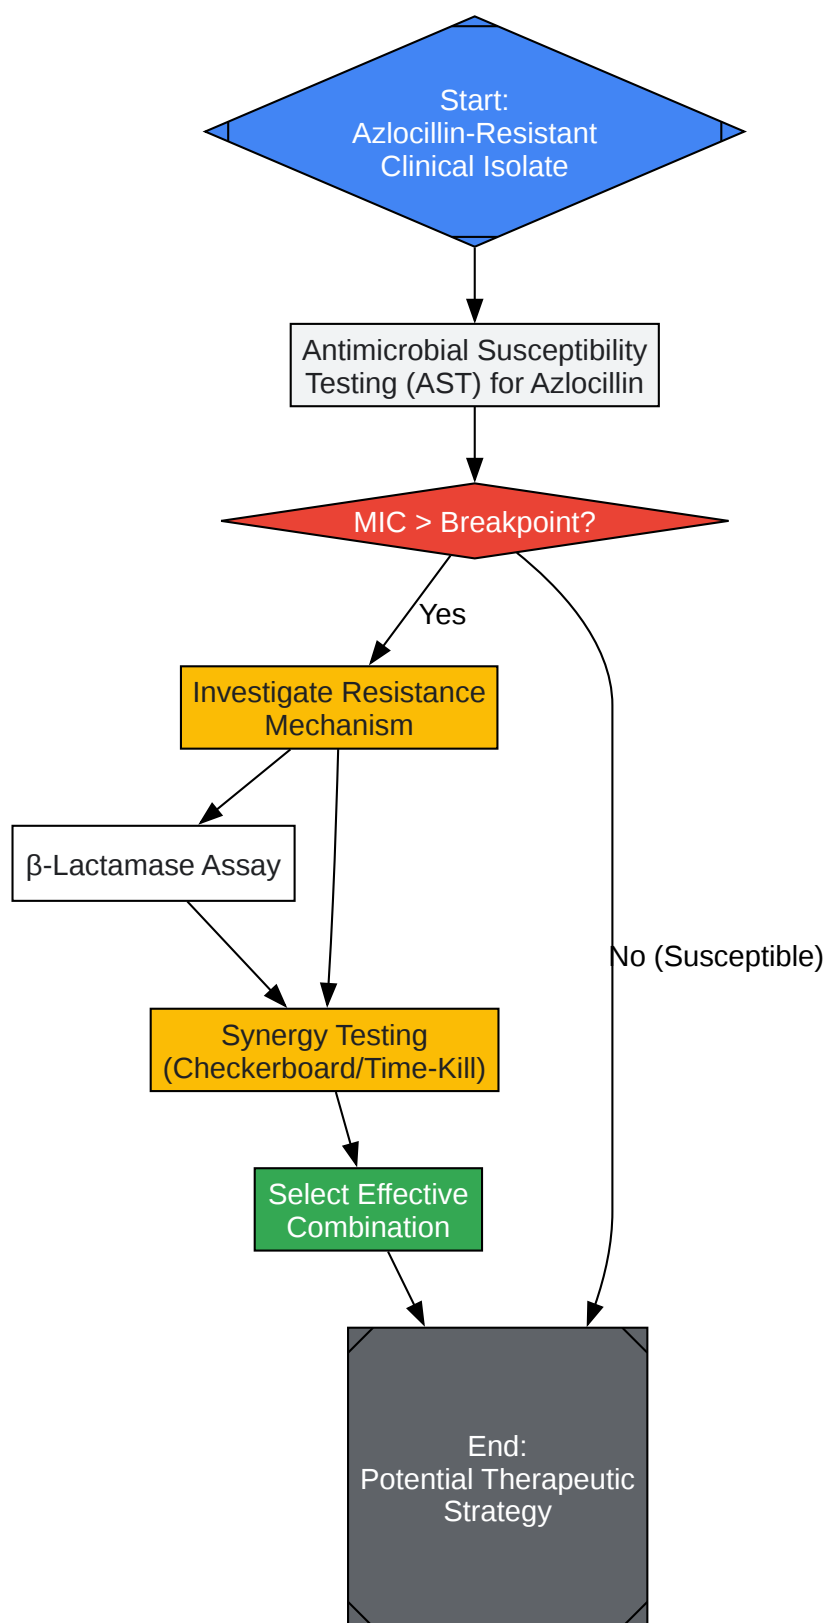 Start:
Azlocillin-Resistant
Clinical Isolate
Antimicrobial Susceptibility
Testing (AST) for Azlocillin
MIC > Breakpoint?
Yes
Investigate Resistance
Mechanism
β-Lactamase Assay
No (Susceptible)
Synergy Testing
(Checkerboard/Time-Kill)
Select Effective
Combination
End:
Potential Therapeutic
Strategy